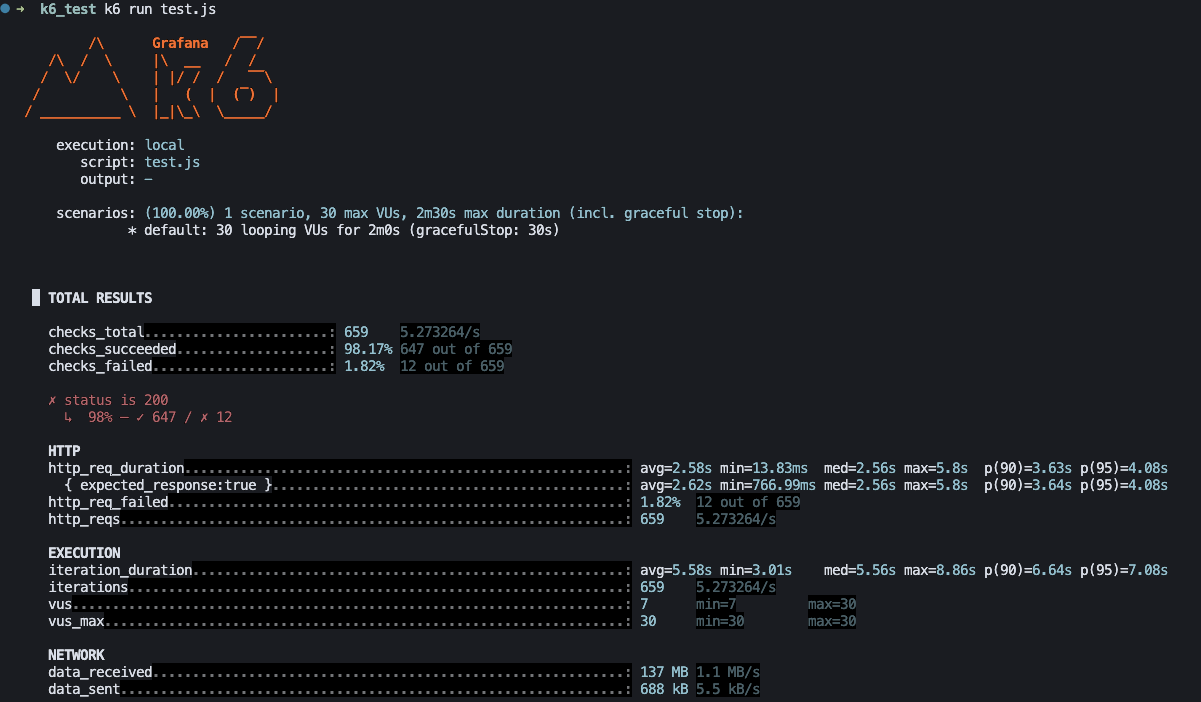 ➜ k6_test k6 run test.js
Grafana
k6
execution: local
script: test.js
output: -
scenarios: (100.00%) 1 scenario, 30 max VUs, 2m30s max duration (incl. graceful stop):
* default: 30 looping VUs for 2m0s (gracefulStop: 30s)
█ TOTAL RESULTS
checks_total.......................: 659    5.273264/s
checks_succeeded...................: 98.17% 647 out of 659
checks_failed......................: 1.82%  12 out of 659
✗ status is 200
↳  98% — ✓ 647 / ✗ 12
HTTP
http_req_duration.......................................................: avg=2.58s min=13.83ms  med=2.56s max=5.8s  p(90)=3.63s p(95)=4.08s
{ expected_response:true }............................................: avg=2.62s min=766.99ms med=2.56s max=5.8s  p(90)=3.64s p(95)=4.08s
http_req_failed.........................................................: 1.82%  12 out of 659
http_reqs...............................................................: 659    5.273264/s
EXECUTION
iteration_duration......................................................: avg=5.58s min=3.01s    med=5.56s max=8.86s p(90)=6.64s p(95)=7.08s
iterations..............................................................: 659    5.273264/s
vus.....................................................................: 7      min=7         max=30
vus_max.................................................................: 30     min=30        max=30
NETWORK
data_received...........................................................: 137 MB 1.1 MB/s
data_sent...............................................................: 688 kB 5.5 kB/s